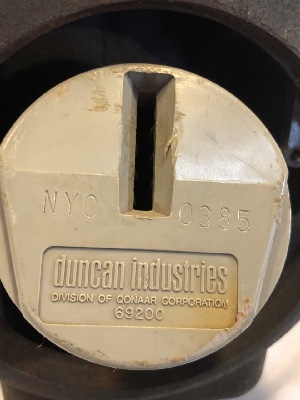 NYC 0385
duncan industries
DIVISION OF QONAAR CORPORATION
69200